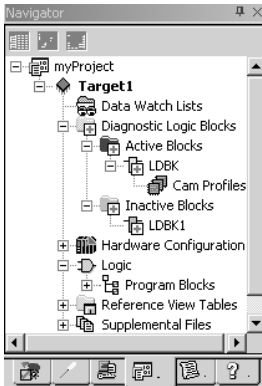 Navigator
myProject
Target1
Data Watch Lists
Diagnostic Logic Blocks
Active Blocks
LDBK
Cam Profiles
Inactive Blocks
LDBK1
Hardware Configuration
Logic
Program Blocks
Reference View Tables
Supplemental Files